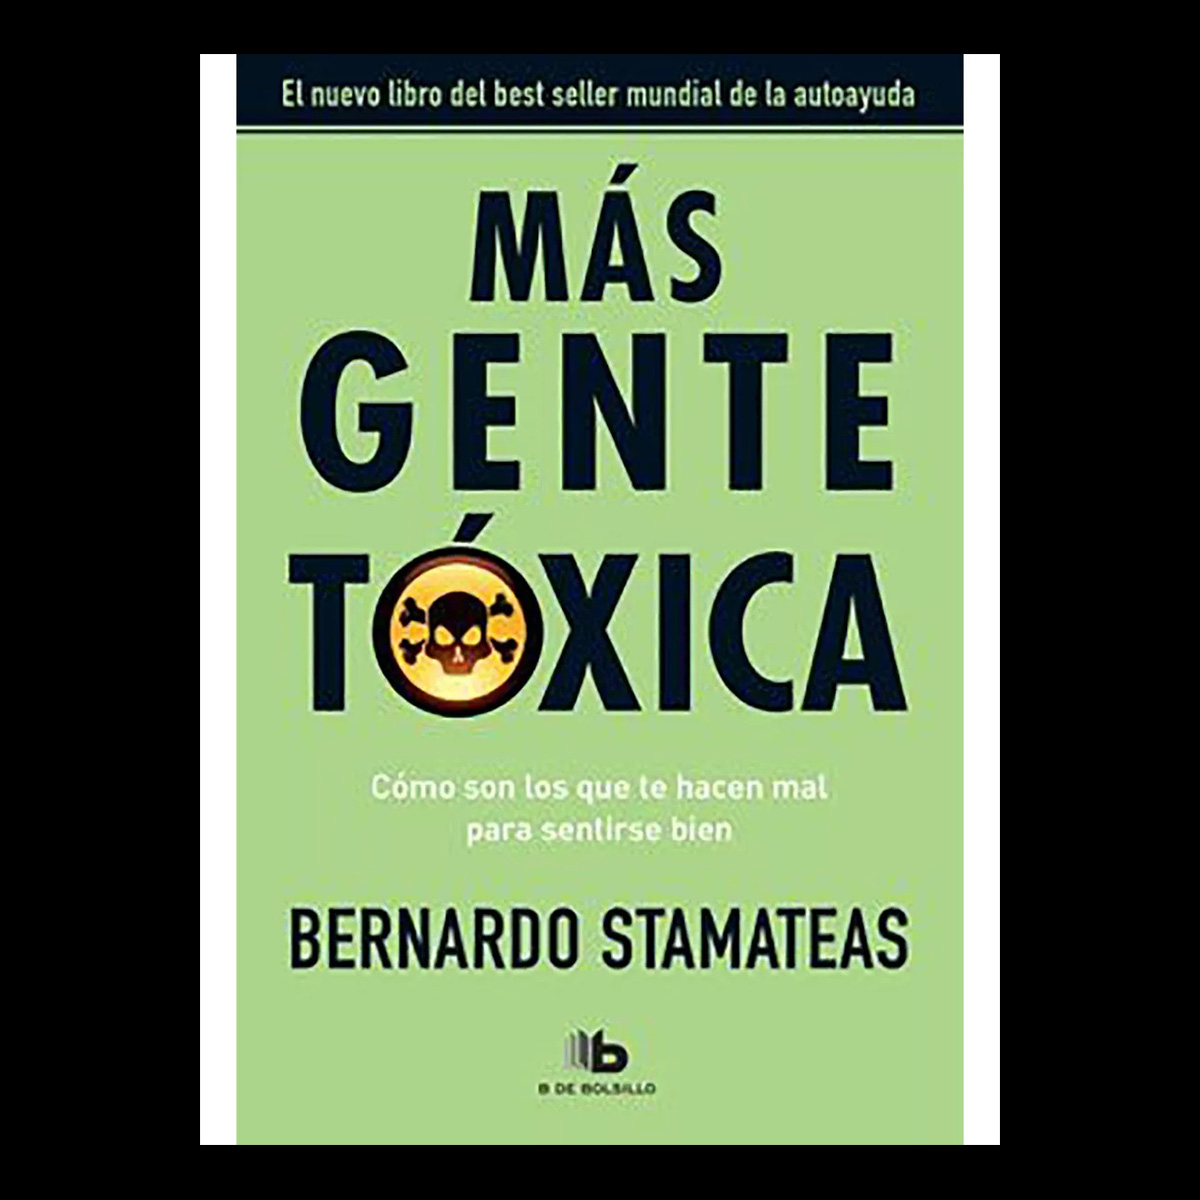 El nuevo libro del best seller mundial de la autoayuda
MÁS
GENTE
TÓXICA
Cómo son los que te hacen mal
para sentirse bien
BERNARDO STAMATEAS
b
B DE BOLSILLO